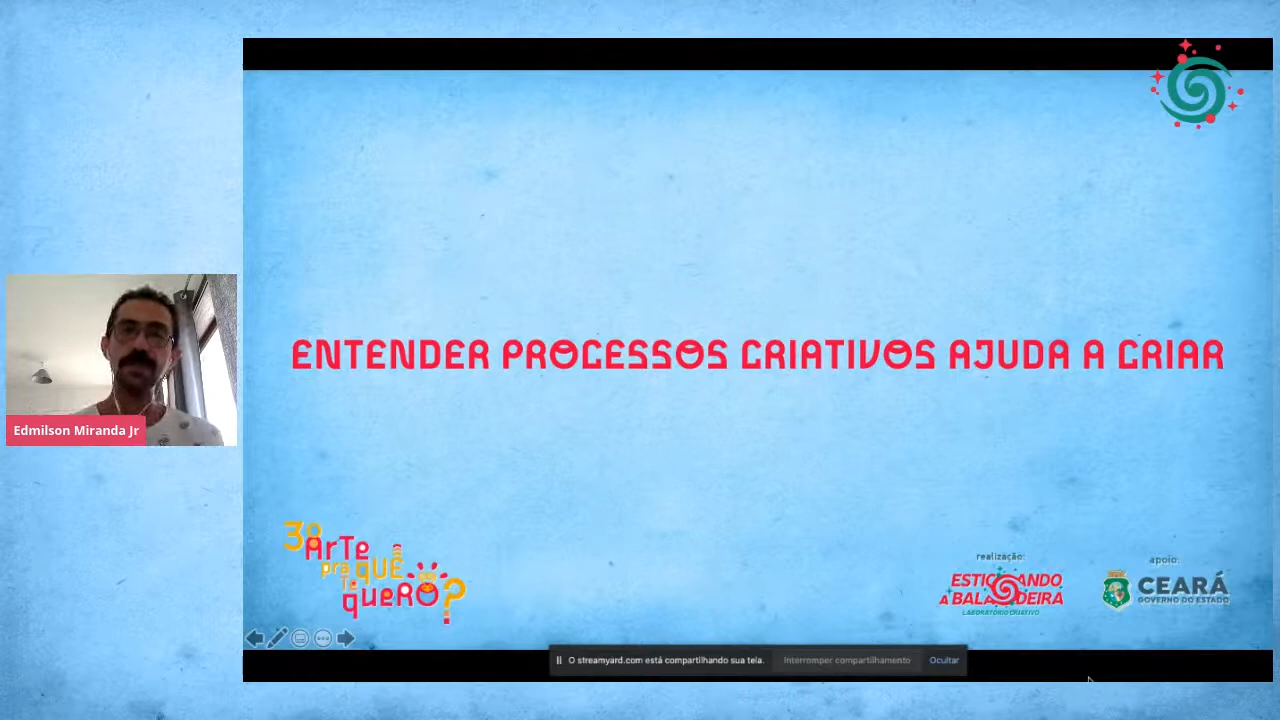 ENTENDER PROCESSOS CRIATIVOS AJUDA A CRIAR
Edmilson Miranda Jr
3º
ArTe
pra QUÊ
Te
queRO?
realização:
ESTICANDO
A BALADEIRA
LABORATÓRIO CRIATIVO
apoio:
CEARÁ
GOVERNO DO ESTADO
O streamyard.com está compartilhando sua tela.
Interromper compartilhamento
Ocultar